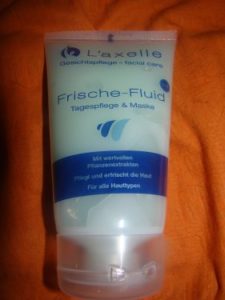 L'axelle
Gesichtspflege - facial care
Frische-Fluid
Tagespflege & Maske
Mit wertvollen
Pflanzenextrakten
Pflegt und erfrischt die Haut
Für alle Hauttypen